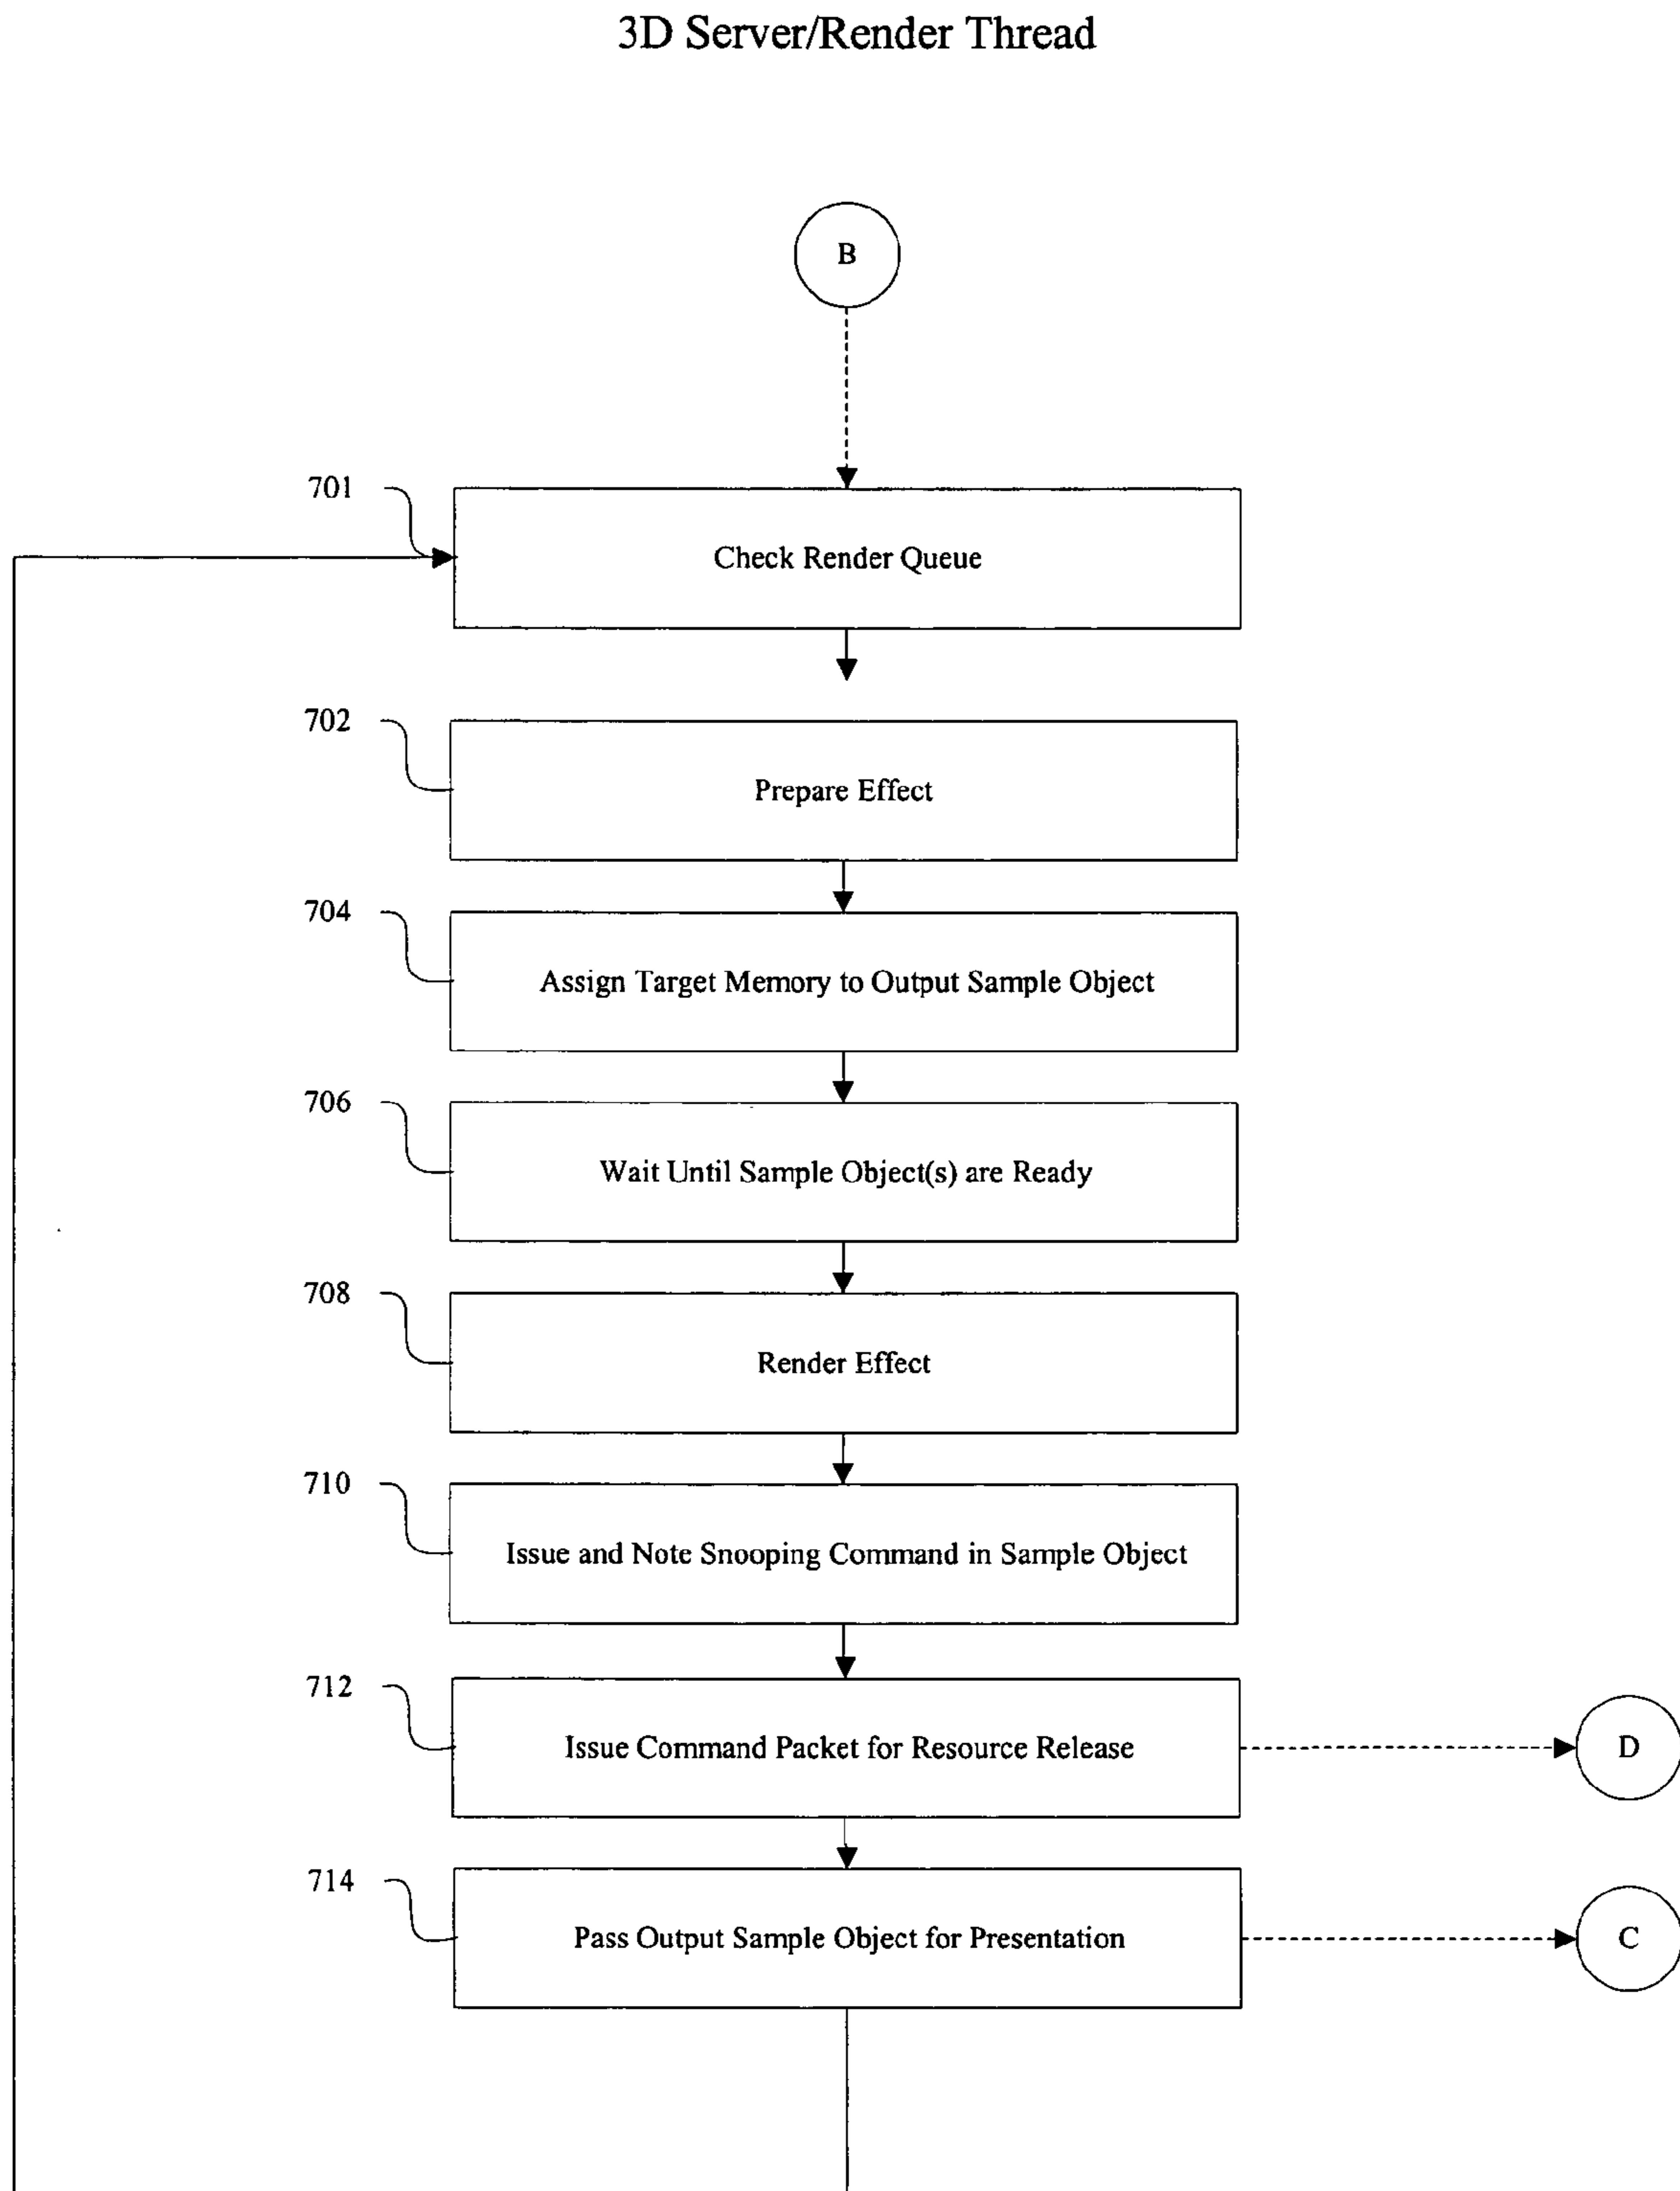 3D Server/Render Thread
B
701
Check Render Queue
702
Prepare Effect
704
Assign Target Memory to Output Sample Object
706
Wait Until Sample Object(s) are Ready
708
Render Effect
710
Issue and Note Snooping Command in Sample Object
712
Issue Command Packet for Resource Release
D
714
Pass Output Sample Object for Presentation
C